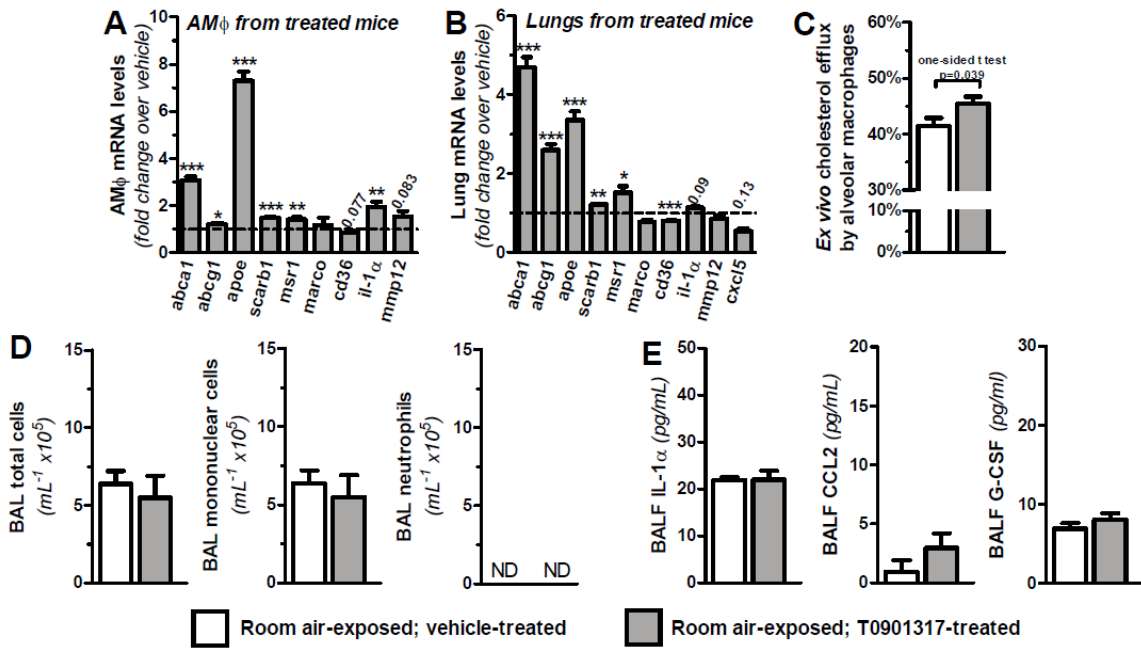 A
AMϕ from treated mice
AMϕ mRNA levels
(fold change over vehicle)
10
8
6
4
2
0
***
*
***
***
**
0.077
**
0.083
abca1
abcg1
apoe
scarb1
msr1
marco
cd36
il-1α
mmp12
B
Lungs from treated mice
Lung mRNA levels
(fold change over vehicle)
6
4
2
0
***
***
***
**
*
***
0.09
0.13
abca1
abcg1
apoe
scarb1
msr1
marco
cd36
il-1α
mmp12
cxcl5
C
Ex vivo cholesterol efflux
by alveolar macrophages
60%
50%
40%
30%
10%
0%
one-sided t test
p=0.039
D
BAL total cells
(mL⁻¹ x10⁵)
15
10
5
0
BAL mononuclear cells
(mL⁻¹ x10⁵)
15
10
5
0
BAL neutrophils
(mL⁻¹ x10⁵)
15
10
5
0
ND ND
E
BALF IL-1α (pg/mL)
50
40
30
20
10
0
BALF CCL2 (pg/mL)
20
15
10
5
0
BALF G-CSF (pg/ml)
30
20
10
0
Room air-exposed; vehicle-treated
Room air-exposed; T0901317-treated